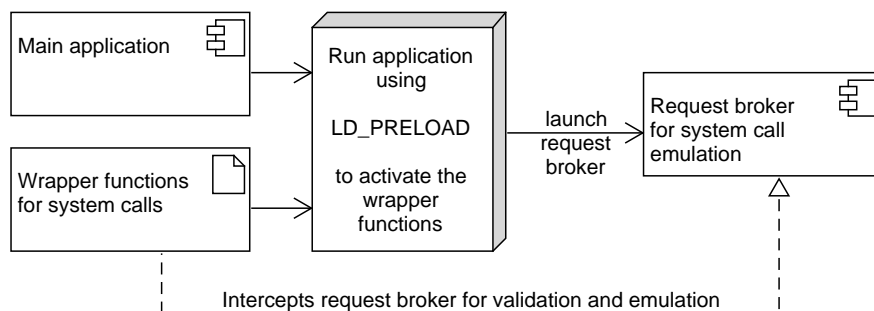 Main application
Wrapper functions
for system calls
Run application
using
LD_PRELOAD
to activate the
wrapper
functions
launch
request
broker
Request broker
for system call
emulation
Intercepts request broker for validation and emulation